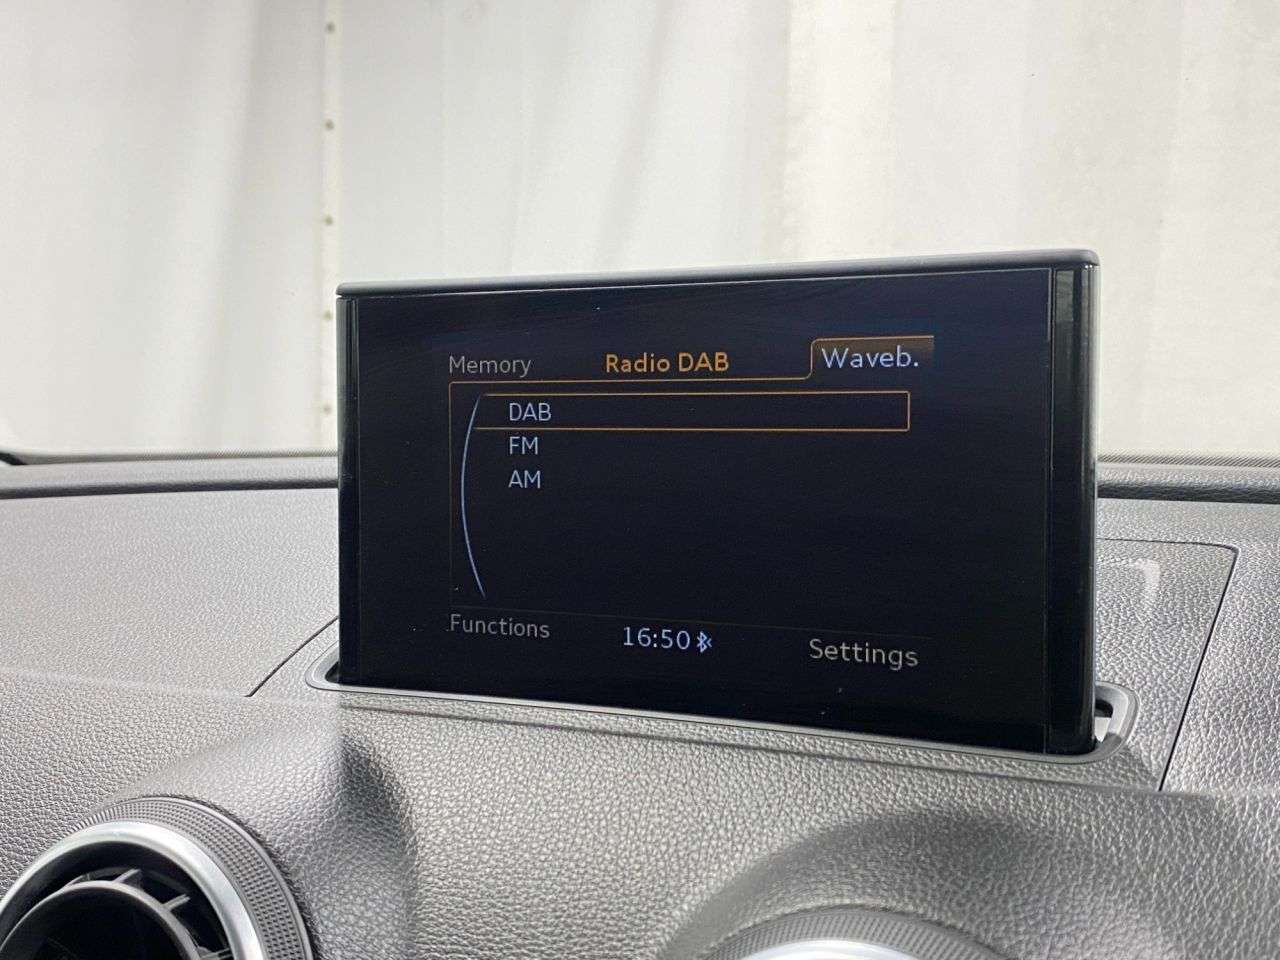 Memory Radio DAB Waveb.
DAB
FM
AM
Functions 16:50 Settings